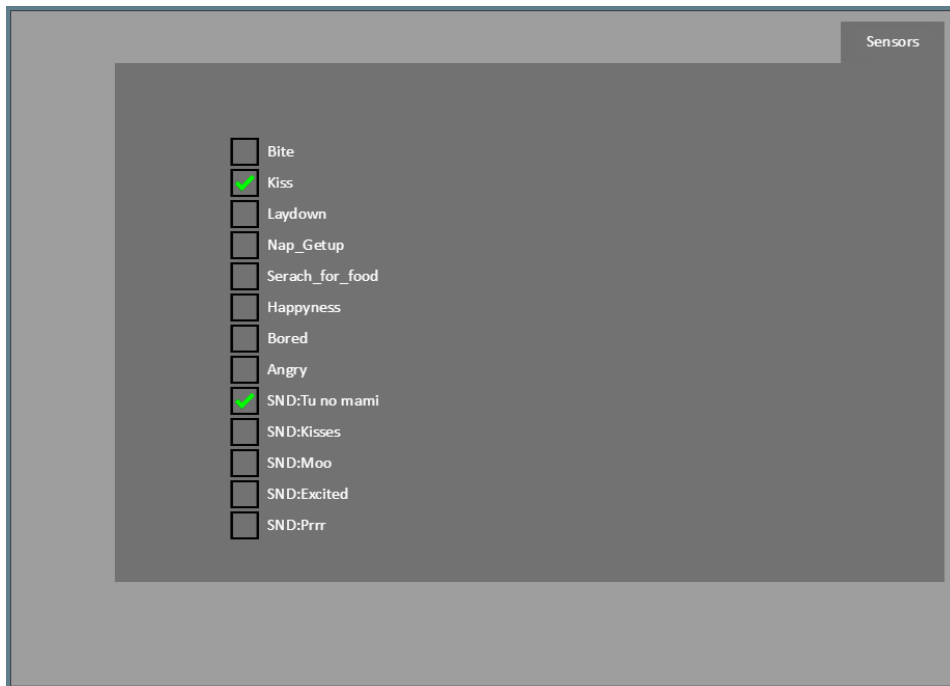 Sensors
Bite
Kiss
Laydown
Nap_Getup
Serach_for_food
Happyness
Bored
Angry
SND:Tu no mami
SND:Kisses
SND:Moo
SND:Excited
SND:Prrr